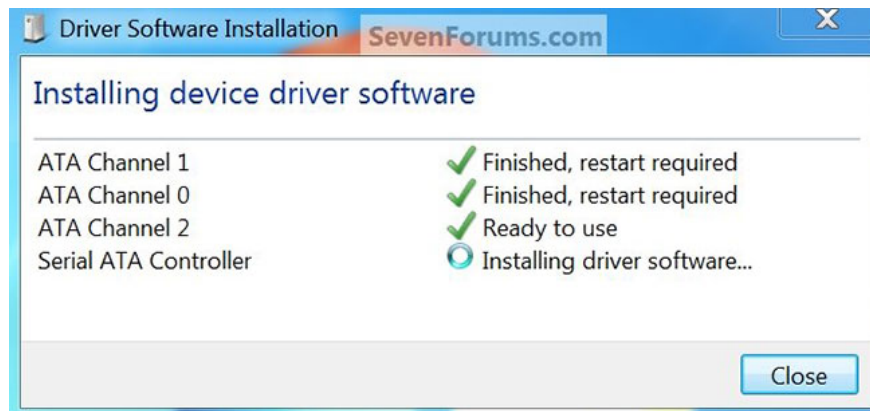 Driver Software Installation
SevenForums.com
Installing device driver software
ATA Channel 1 Finished, restart required
ATA Channel 0 Finished, restart required
ATA Channel 2 Ready to use
Serial ATA Controller Installing driver software...
Close